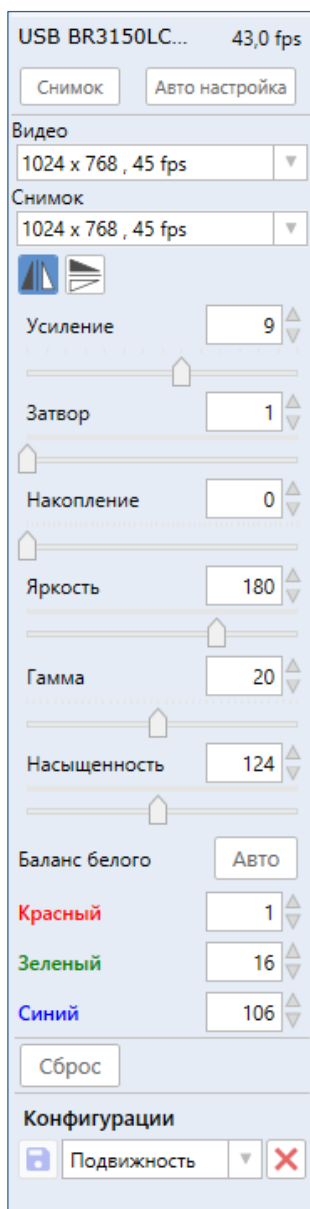 USB BR3150LC... 43,0 fps
Снимок Авто настройка
Видео
1024 x 768 , 45 fps
Снимок
1024 x 768 , 45 fps
Усиление 9
Затвор 1
Накопление 0
Яркость 180
Гамма 20
Насыщенность 124
Баланс белого Авто
Красный 1
Зеленый 16
Синий 106
Сброс
Конфигурации
Подвижность